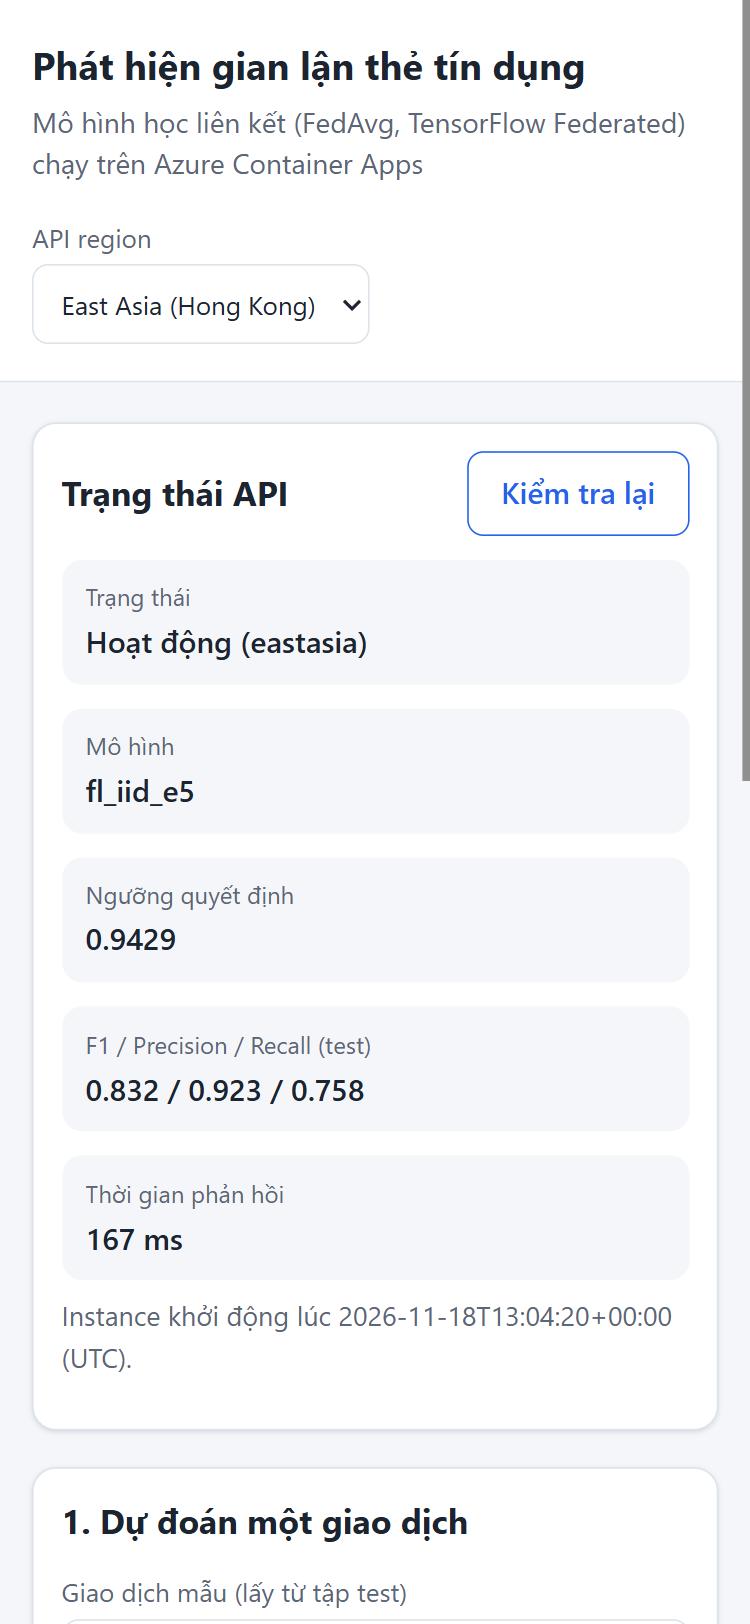 Phát hiện gian lận thẻ tín dụng
Mô hình học liên kết (FedAvg, TensorFlow Federated)
chạy trên Azure Container Apps
API region
East Asia (Hong Kong)
Trạng thái API
Kiểm tra lại
Trạng thái
Hoạt động (eastasia)
Mô hình
fl_iid_e5
Ngưỡng quyết định
0.9429
F1 / Precision / Recall (test)
0.832 / 0.923 / 0.758
Thời gian phản hồi
167 ms
Instance khởi động lúc 2026-11-18T13:04:20+00:00
(UTC).
1. Dự đoán một giao dịch
Giao dịch mẫu (lấy từ tập test)